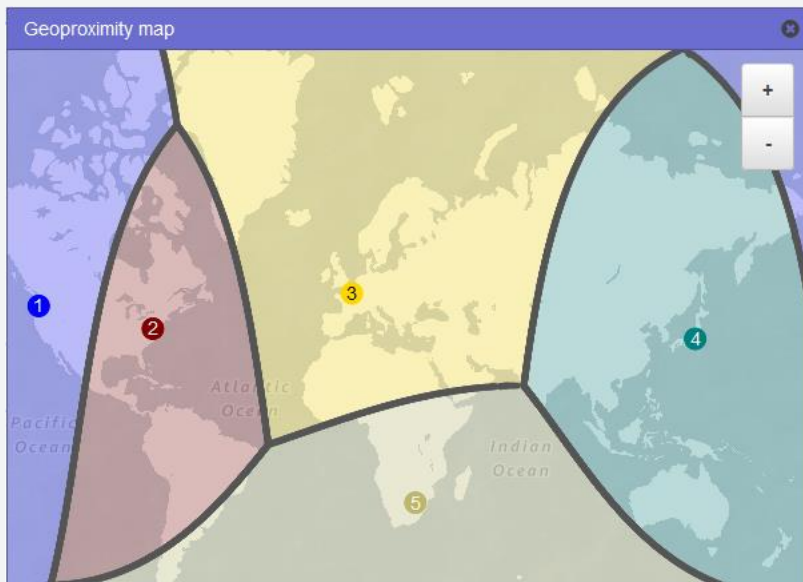 Geoproximity map
+
-
3
1
2
4
Atlantic
Ocean
Pacific
Ocean
Indian
Ocean
5